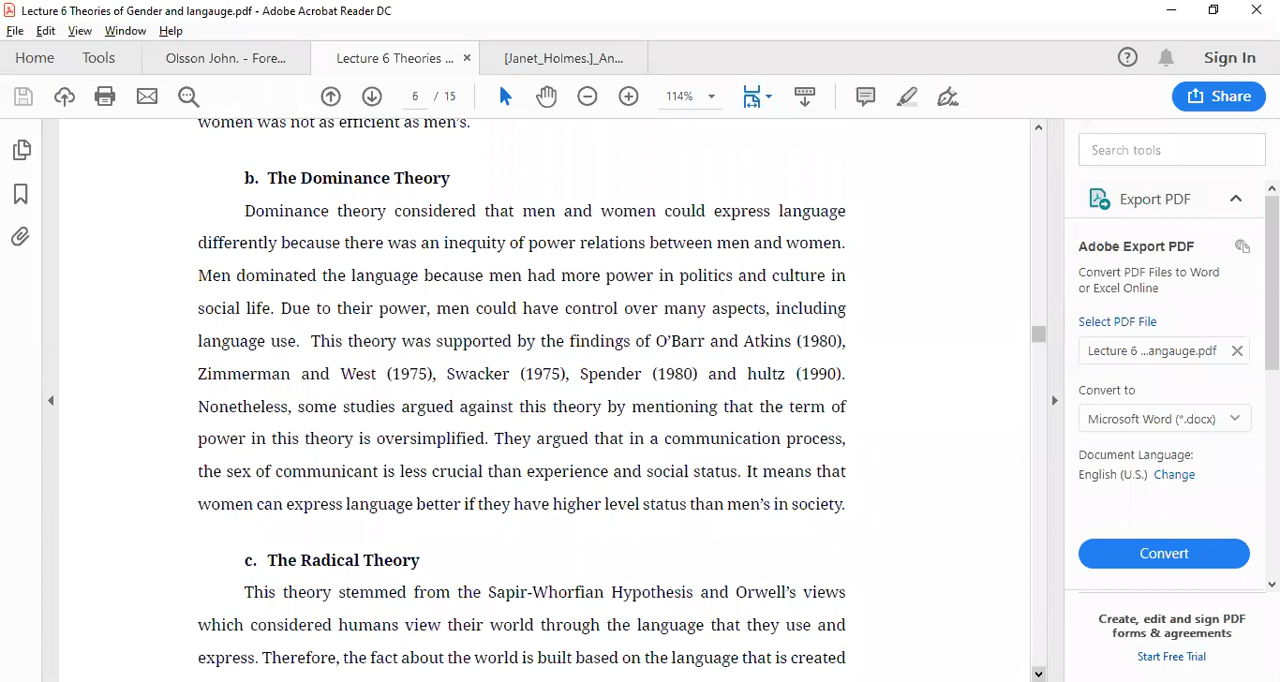 Lecture 6 Theories of Gender and langauge.pdf - Adobe Acrobat Reader DC
File Edit View Window Help
Home Tools Olsson John. - Fore... Lecture 6 Theories ... × [Janet_Holmes.]_An... Sign In
6 / 15 114% Share
women was not as efficient as men's.
b. The Dominance Theory
Dominance theory considered that men and women could express language
differently because there was an inequity of power relations between men and women.
Men dominated the language because men had more power in politics and culture in
social life. Due to their power, men could have control over many aspects, including
language use. This theory was supported by the findings of O'Barr and Atkins (1980),
Zimmerman and West (1975), Swacker (1975), Spender (1980) and hultz (1990).
Nonetheless, some studies argued against this theory by mentioning that the term of
power in this theory is oversimplified. They argued that in a communication process,
the sex of communicant is less crucial than experience and social status. It means that
women can express language better if they have higher level status than men's in society.
c. The Radical Theory
This theory stemmed from the Sapir-Whorfian Hypothesis and Orwell's views
which considered humans view their world through the language that they use and
express. Therefore, the fact about the world is built based on the language that is created
Search tools
Export PDF
Adobe Export PDF
Convert PDF Files to Word
or Excel Online
Select PDF File
Lecture 6 ...angauge.pdf
Convert to
Microsoft Word (*.docx)
Document Language:
English (U.S.) Change
Convert
Create, edit and sign PDF
forms & agreements
Start Free Trial